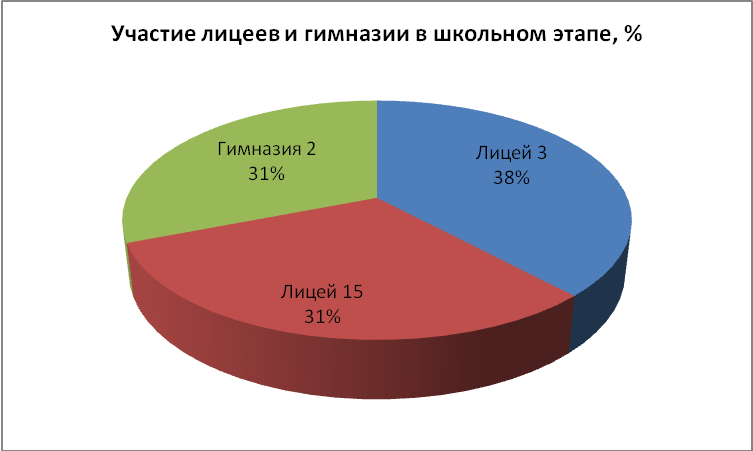 Участие лицеев и гимназии в школьном этапе, %
Гимназия 2
31%
Лицей 3
38%
Лицей 15
31%